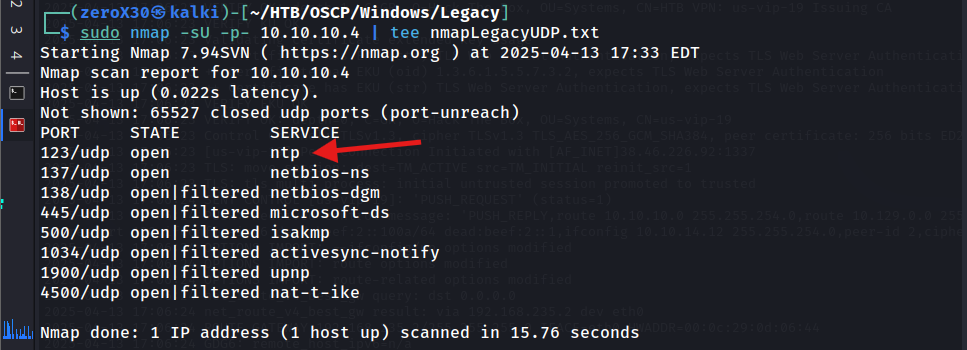 2
3
4
┌──(zeroX30㉿kalki)-[~/HTB/OSCP/Windows/Legacy]
└─$ sudo nmap -sU -p- 10.10.10.4 | tee nmapLegacyUDP.txt
Starting Nmap 7.94SVN ( https://nmap.org ) at 2025-04-13 17:33 EDT
Nmap scan report for 10.10.10.4
Host is up (0.022s latency).
Not shown: 65527 closed udp ports (port-unreach)
PORT     STATE         SERVICE
123/udp  open          ntp
137/udp  open          netbios-ns
138/udp  open|filtered netbios-dgm
445/udp  open|filtered microsoft-ds
500/udp  open|filtered isakmp
1034/udp open|filtered activesync-notify
1900/udp open|filtered upnp
4500/udp open|filtered nat-t-ike
Nmap done: 1 IP address (1 host up) scanned in 15.76 seconds